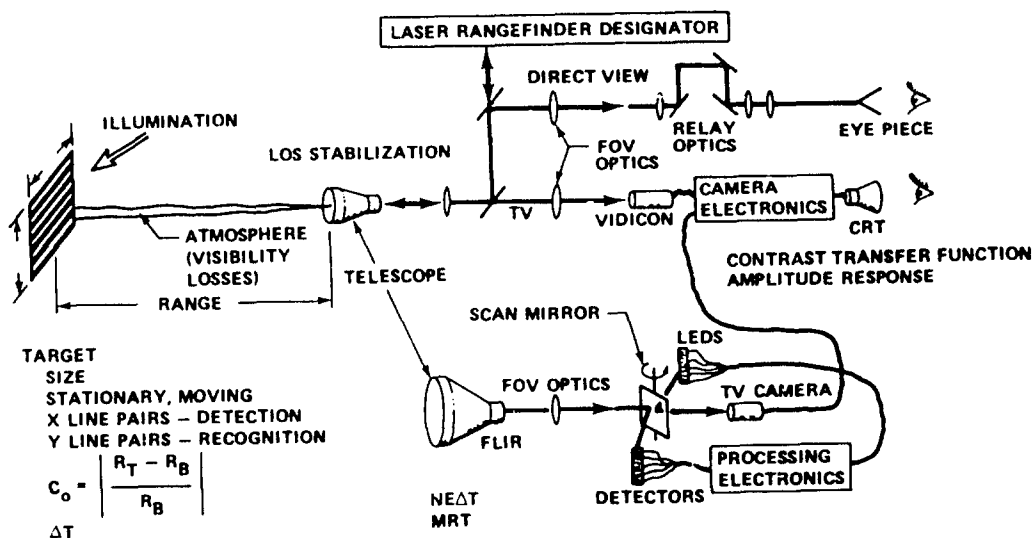 LASER RANGEFINDER DESIGNATOR
DIRECT VIEW
ILLUMINATION
LOS STABILIZATION
FOV
OPTICS
RELAY
OPTICS
EYE PIECE
TV
VIDICON
CAMERA
ELECTRONICS
CRT
ATMOSPHERE
(VISIBILITY
LOSSES)
TELESCOPE
RANGE
CONTRAST TRANSFER FUNCTION
AMPLITUDE RESPONSE
SCAN MIRROR
LEDS
TARGET
SIZE
STATIONARY, MOVING
X LINE PAIRS – DETECTION
Y LINE PAIRS – RECOGNITION
C_o = | (R_T – R_B) / R_B |
ΔT
FOV OPTICS
FLIR
TV CAMERA
DETECTORS
PROCESSING
ELECTRONICS
NEΔT
MRT